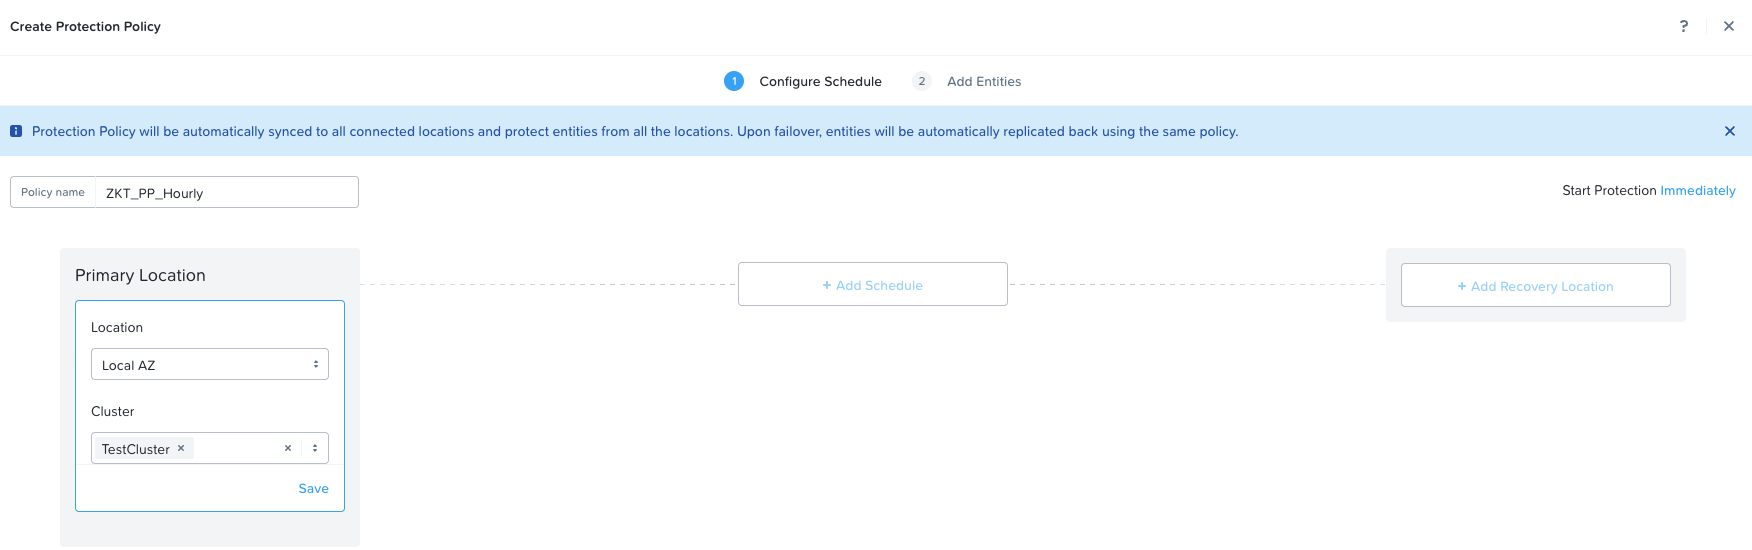 Create Protection Policy
?
1 Configure Schedule 2 Add Entities
Protection Policy will be automatically synced to all connected locations and protect entities from all the locations. Upon failover, entities will be automatically replicated back using the same policy.
Policy name ZKT_PP_Hourly
Start Protection Immediately
Primary Location
+ Add Schedule
+ Add Recovery Location
Location
Local AZ
Cluster
TestCluster
Save